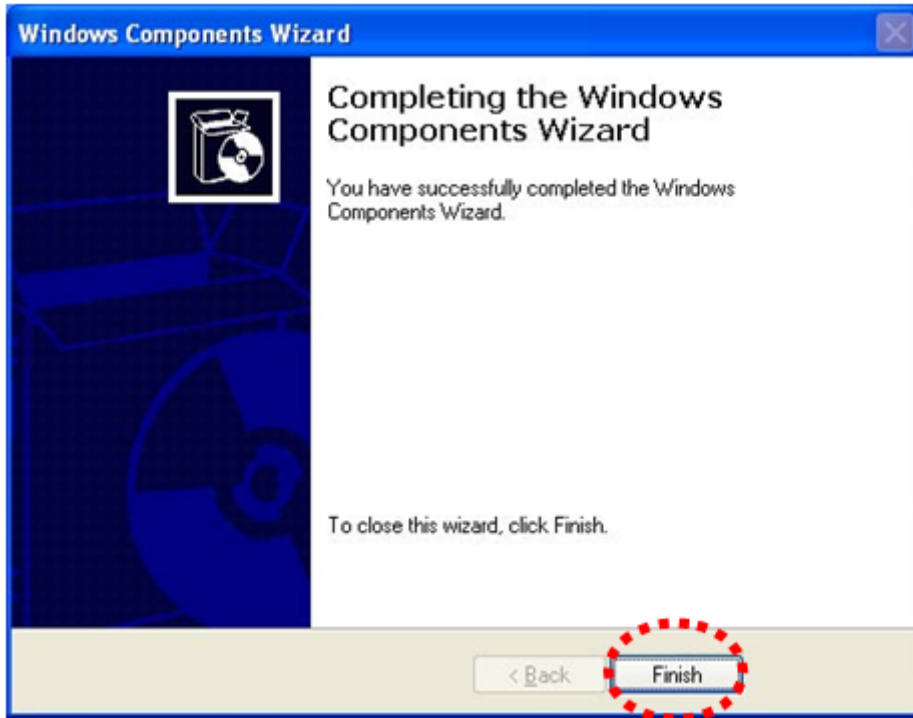 Windows Components Wizard
Completing the Windows
Components Wizard
You have successfully completed the Windows
Components Wizard.
To close this wizard, click Finish.
< Back
Finish